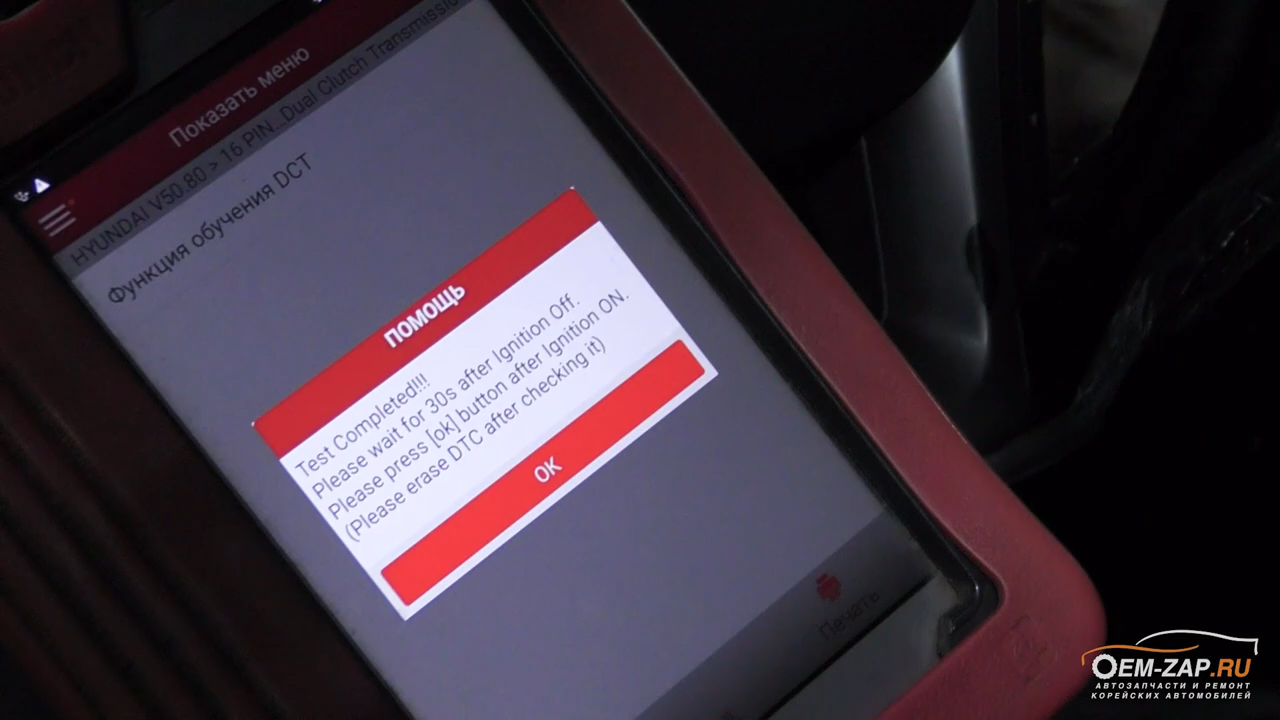 Показать меню
HYUNDAI V50.80 > 16 PIN..Dual Clutch Transmissio
Функция обучения DCT
ПОМОЩЬ
Test Completed!!!
Please wait for 30s after Ignition Off.
Please press [ok] button after Ignition ON.
(Please erase DTC after checking it)
OK
Печать
OEM-ZAP.RU
АВТОЗАПЧАСТИ И РЕМОНТ
КОРЕЙСКИХ АВТОМОБИЛЕЙ